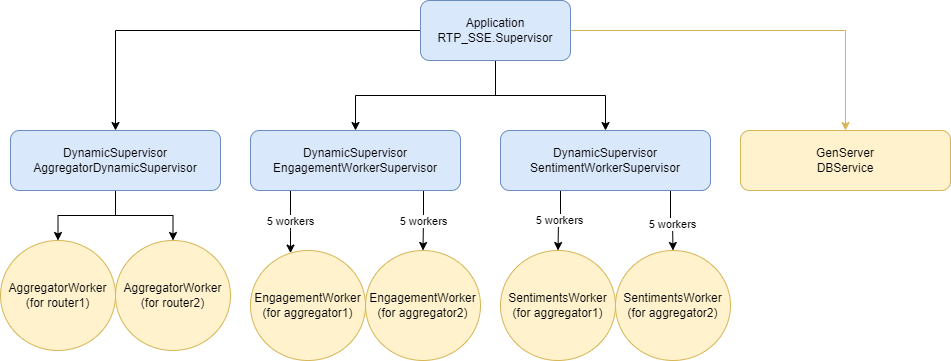 Application
RTP_SSE.Supervisor
DynamicSupervisor
AggregatorDynamicSupervisor
DynamicSupervisor
EngagementWorkerSupervisor
DynamicSupervisor
SentimentWorkerSupervisor
GenServer
DBService
5 workers
5 workers
5 workers
5 workers
AggregatorWorker
(for router1)
AggregatorWorker
(for router2)
EngagementWorker
(for aggregator1)
EngagementWorker
(for aggregator2)
SentimentsWorker
(for aggregator1)
SentimentsWorker
(for aggregator2)